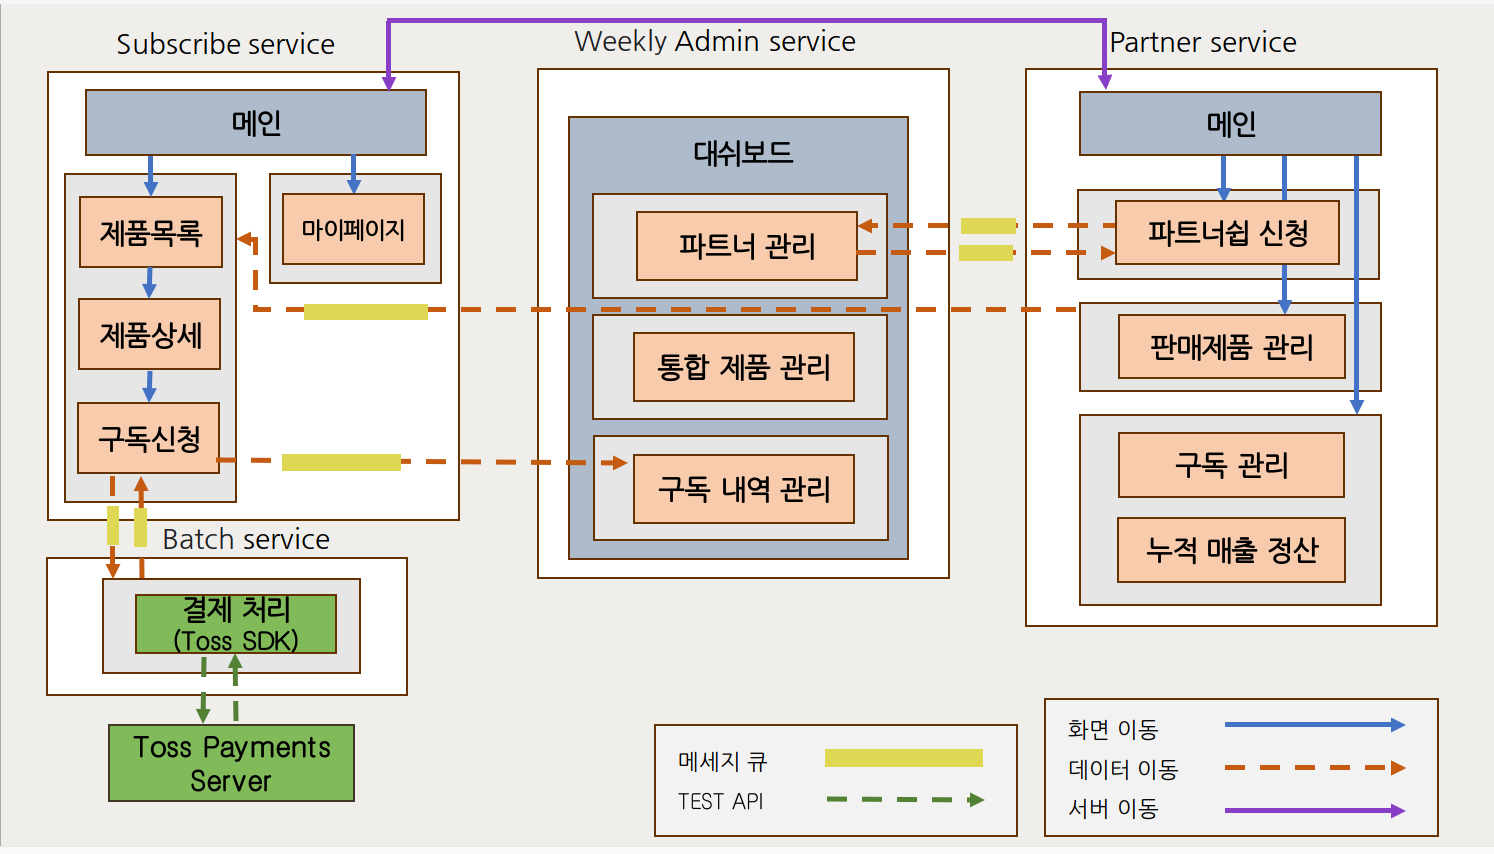 Subscribe service
메인
제품목록
마이페이지
제품상세
구독신청
Batch service
결제 처리
(Toss SDK)
Toss Payments
Server
Weekly Admin service
대쉬보드
파트너 관리
통합 제품 관리
구독 내역 관리
Partner service
메인
파트너쉽 신청
판매제품 관리
구독 관리
누적 매출 정산
메세지 큐
TEST API
화면 이동
데이터 이동
서버 이동